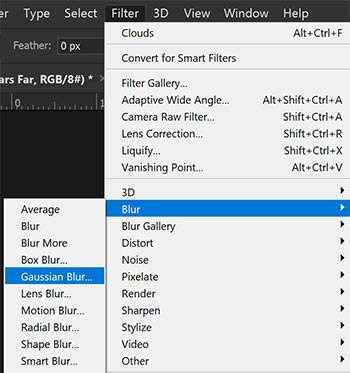 er Type Select Filter 3D View Window Help
Feather: 0 px
ars Far, RGB/8#) *
0 1
Clouds Alt+Ctrl+F
Convert for Smart Filters
Filter Gallery...
Adaptive Wide Angle... Alt+Shift+Ctrl+A
Camera Raw Filter... Shift+Ctrl+A
Lens Correction... Shift+Ctrl+R
Liquify... Shift+Ctrl+X
Vanishing Point... Alt+Ctrl+V
3D
Blur
Blur Gallery
Distort
Noise
Pixelate
Render
Sharpen
Stylize
Video
Other
Average
Blur
Blur More
Box Blur...
Gaussian Blur...
Lens Blur...
Motion Blur...
Radial Blur...
Shape Blur...
Smart Blur...